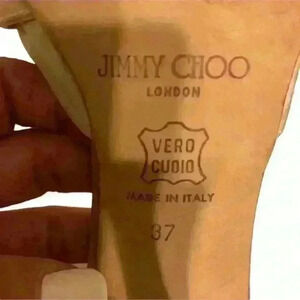 JIMMY CHOO
LONDON
VERO
CUOIO
MADE IN ITALY
37